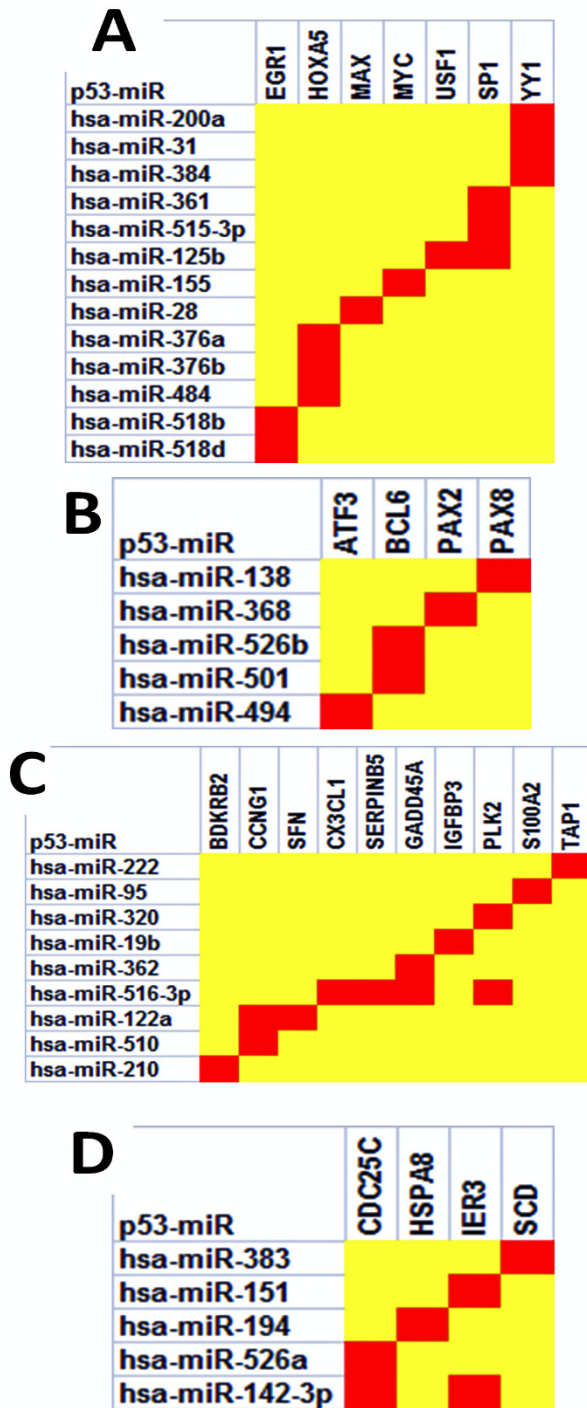 A
p53-miR EGR1 HOXA5 MAX MYC USF1 SP1 YY1
hsa-miR-200a
hsa-miR-31
hsa-miR-384
hsa-miR-361
hsa-miR-515-3p
hsa-miR-125b
hsa-miR-155
hsa-miR-28
hsa-miR-376a
hsa-miR-376b
hsa-miR-484
hsa-miR-518b
hsa-miR-518d
B
p53-miR ATF3 BCL6 PAX2 PAX8
hsa-miR-138
hsa-miR-368
hsa-miR-526b
hsa-miR-501
hsa-miR-494
C
p53-miR BDKRB2 CCNG1 SFN CX3CL1 SERPINB5 GADD45A IGFBP3 PLK2 S100A2 TAP1
hsa-miR-222
hsa-miR-95
hsa-miR-320
hsa-miR-19b
hsa-miR-362
hsa-miR-516-3p
hsa-miR-122a
hsa-miR-510
hsa-miR-210
D
p53-miR CDC25C HSPA8 IER3 SCD
hsa-miR-383
hsa-miR-151
hsa-miR-194
hsa-miR-526a
hsa-miR-142-3p